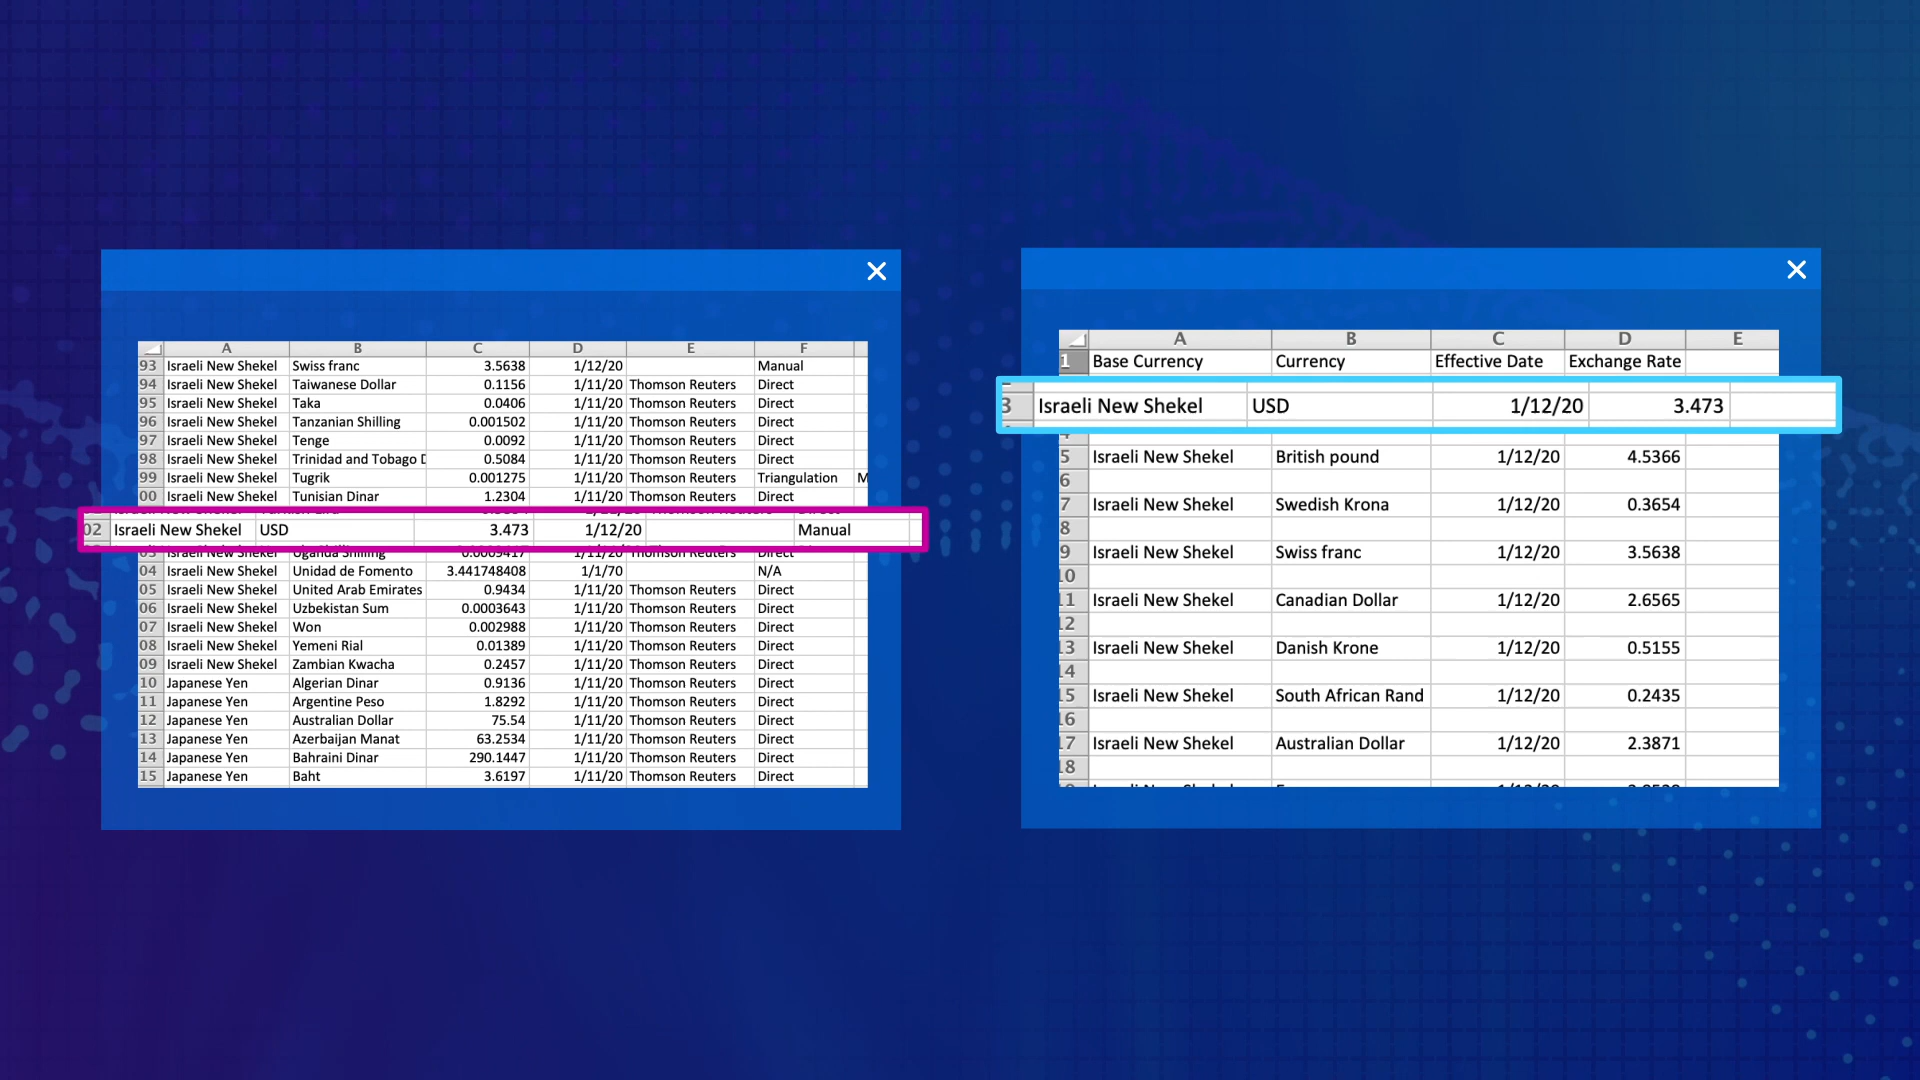 A B C D E F
93 Israeli New Shekel Swiss franc 3.5638 1/12/20 Manual
94 Israeli New Shekel Taiwanese Dollar 0.1156 1/11/20 Thomson Reuters Direct
95 Israeli New Shekel Taka 0.0406 1/11/20 Thomson Reuters Direct
96 Israeli New Shekel Tanzanian Shilling 0.001502 1/11/20 Thomson Reuters Direct
97 Israeli New Shekel Tenge 0.0092 1/11/20 Thomson Reuters Direct
98 Israeli New Shekel Trinidad and Tobago D 0.5084 1/11/20 Thomson Reuters Direct
99 Israeli New Shekel Tugrik 0.001275 1/11/20 Thomson Reuters Triangulation M
00 Israeli New Shekel Tunisian Dinar 1.2304 1/11/20 Thomson Reuters Direct
02 Israeli New Shekel USD 3.473 1/12/20 Manual
03 Israeli New Shekel Uganda Shilling 0.0009417 1/11/20 Thomson Reuters Direct
04 Israeli New Shekel Unidad de Fomento 3.441748408 1/1/70 N/A
05 Israeli New Shekel United Arab Emirates 0.9434 1/11/20 Thomson Reuters Direct
06 Israeli New Shekel Uzbekistan Sum 0.0003643 1/11/20 Thomson Reuters Direct
07 Israeli New Shekel Won 0.002988 1/11/20 Thomson Reuters Direct
08 Israeli New Shekel Yemeni Rial 0.01389 1/11/20 Thomson Reuters Direct
09 Israeli New Shekel Zambian Kwacha 0.2457 1/11/20 Thomson Reuters Direct
10 Japanese Yen Algerian Dinar 0.9136 1/11/20 Thomson Reuters Direct
11 Japanese Yen Argentine Peso 1.8292 1/11/20 Thomson Reuters Direct
12 Japanese Yen Australian Dollar 75.54 1/11/20 Thomson Reuters Direct
13 Japanese Yen Azerbaijan Manat 63.2534 1/11/20 Thomson Reuters Direct
14 Japanese Yen Bahraini Dinar 290.1447 1/11/20 Thomson Reuters Direct
15 Japanese Yen Baht 3.6197 1/11/20 Thomson Reuters Direct
A B C D E
1 Base Currency Currency Effective Date Exchange Rate
3 Israeli New Shekel USD 1/12/20 3.473
4
5 Israeli New Shekel British pound 1/12/20 4.5366
6
7 Israeli New Shekel Swedish Krona 1/12/20 0.3654
8
9 Israeli New Shekel Swiss franc 1/12/20 3.5638
10
11 Israeli New Shekel Canadian Dollar 1/12/20 2.6565
12
13 Israeli New Shekel Danish Krone 1/12/20 0.5155
14
15 Israeli New Shekel South African Rand 1/12/20 0.2435
16
17 Israeli New Shekel Australian Dollar 1/12/20 2.3871
18